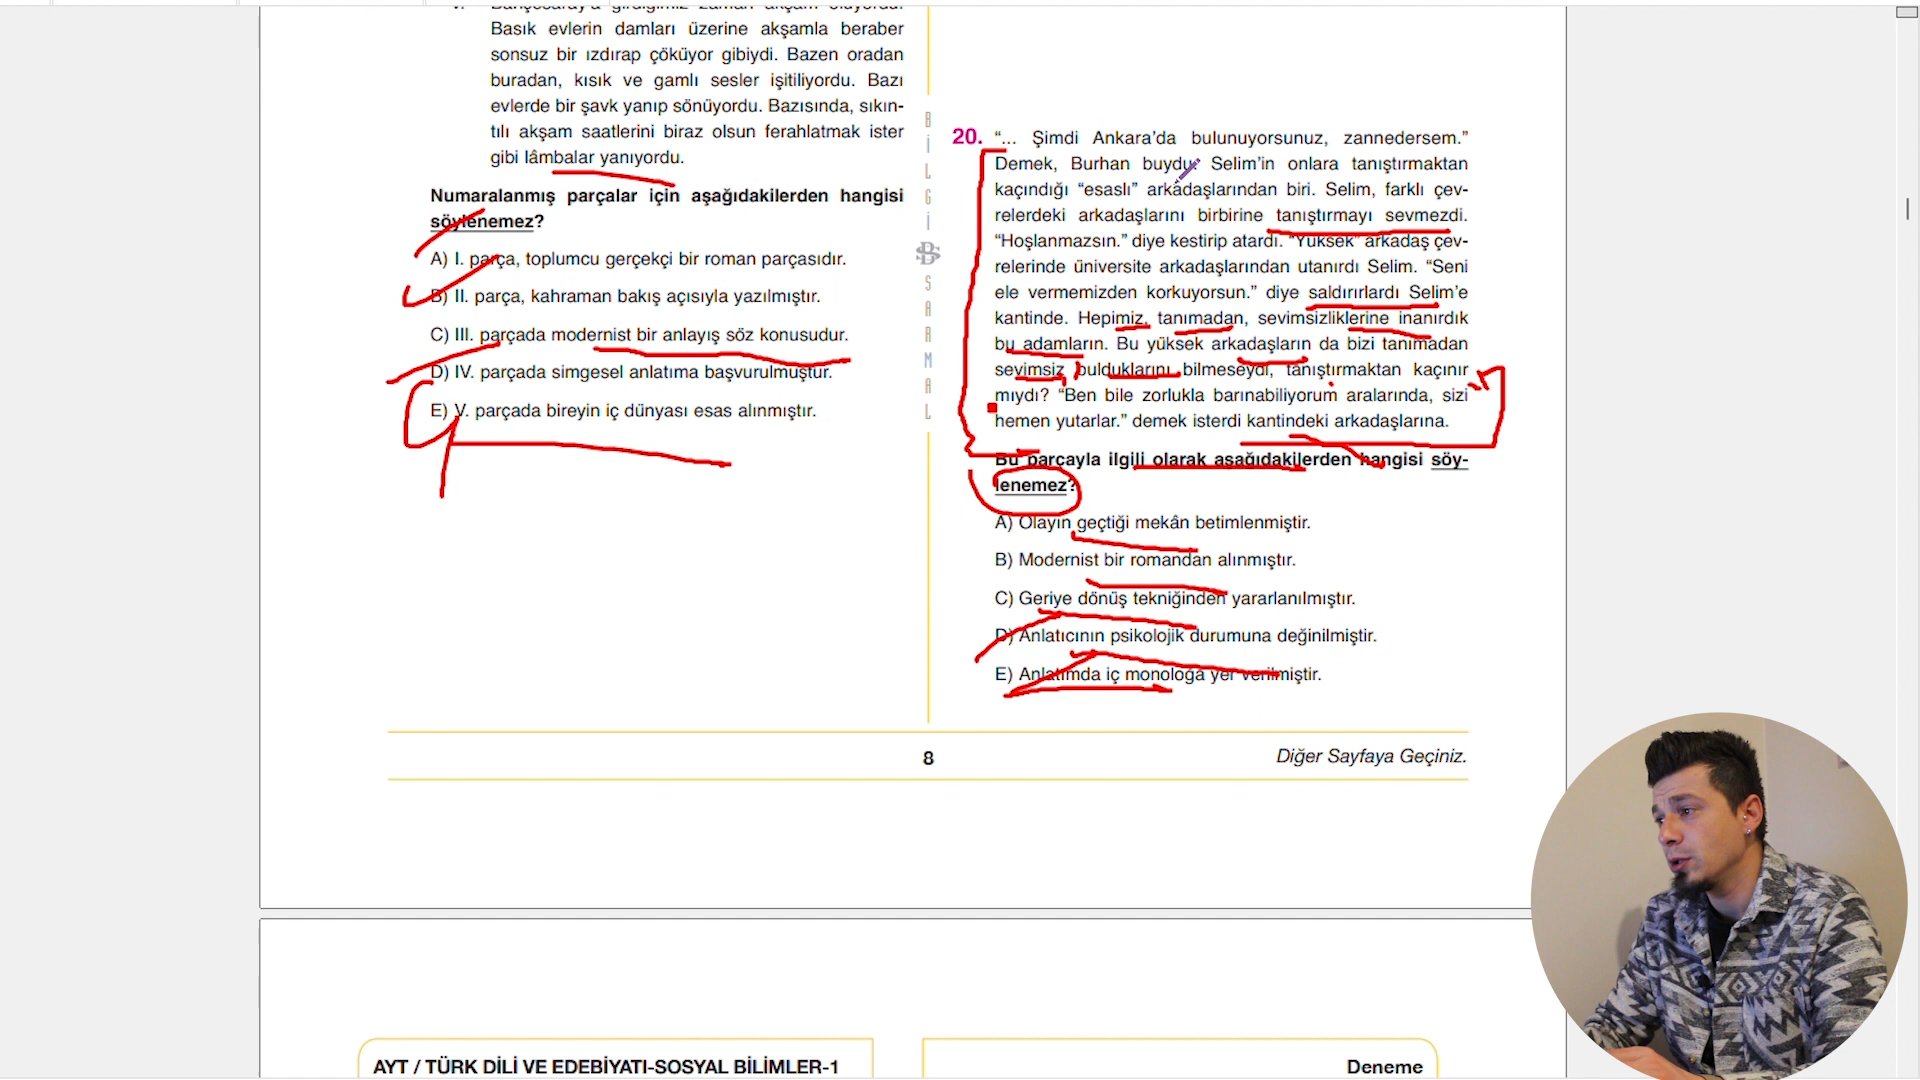 Basık evlerin damları üzerine akşamla beraber
sonsuz bir ızdırap çöküyor gibiydi. Bazen oradan
buradan, kısık ve gamlı sesler işitiliyordu. Bazı
evlerde bir şavk yanıp sönüyordu. Bazısında, sıkın-
tılı akşam saatlerini biraz olsun ferahlatmak ister
gibi lâmbalar yanıyordu.
Numaralanmış parçalar için aşağıdakilerden hangisi
söylenemez?
A) I. parça, toplumcu gerçekçi bir roman parçasıdır.
B) II. parça, kahraman bakış açısıyla yazılmıştır.
C) III. parçada modernist bir anlayış söz konusudur.
D) IV. parçada simgesel anlatıma başvurulmuştur.
E) V. parçada bireyin iç dünyası esas alınmıştır.
BİLGİ
SARMAL
20. “... Şimdi Ankara’da bulunuyorsunuz, zannedersem.”
Demek, Burhan buydu. Selim’in onlara tanıştırmaktan
kaçındığı “esaslı” arkadaşlarından biri. Selim, farklı çev-
relerdeki arkadaşlarını birbirine tanıştırmayı sevmezdi.
“Hoşlanmazsın.” diye kestirip atardı. “Yüksek” arkadaş çev-
relerinde üniversite arkadaşlarından utanırdı Selim. “Seni
ele vermemizden korkuyorsun.” diye saldırırlardı Selim’e
kantinde. Hepimiz, tanımadan, sevimsizliklerine inanırdık
bu adamların. Bu yüksek arkadaşların da bizi tanımadan
sevimsiz bulduklarını bilmeseydi, tanıştırmaktan kaçınır
mıydı? “Ben bile zorlukla barınabiliyorum aralarında, sizi
hemen yutarlar.” demek isterdi kantindeki arkadaşlarına.
Bu parçayla ilgili olarak aşağıdakilerden hangisi söy-
lenemez?
A) Olayın geçtiği mekân betimlenmiştir.
B) Modernist bir romandan alınmıştır.
C) Geriye dönüş tekniğinden yararlanılmıştır.
D) Anlatıcının psikolojik durumuna değinilmiştir.
E) Anlatımda iç monoloğa yer verilmiştir.
8
Diğer Sayfaya Geçiniz.
AYT / TÜRK DİLİ VE EDEBİYATI-SOSYAL BİLİMLER-1
Deneme